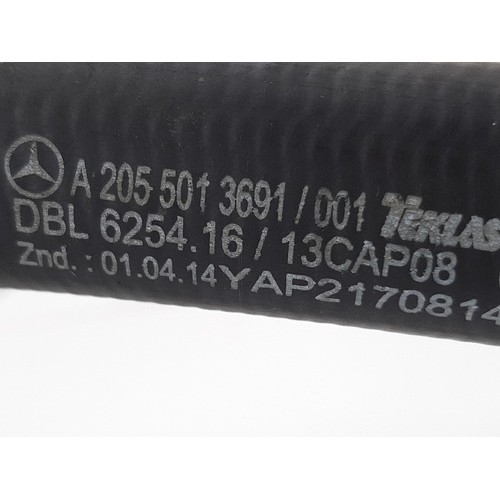 A 205 501 3691/001 TEKLAS
DBL 6254.16 / 13CAP08
Znd. : 01.04.14YAP2170814